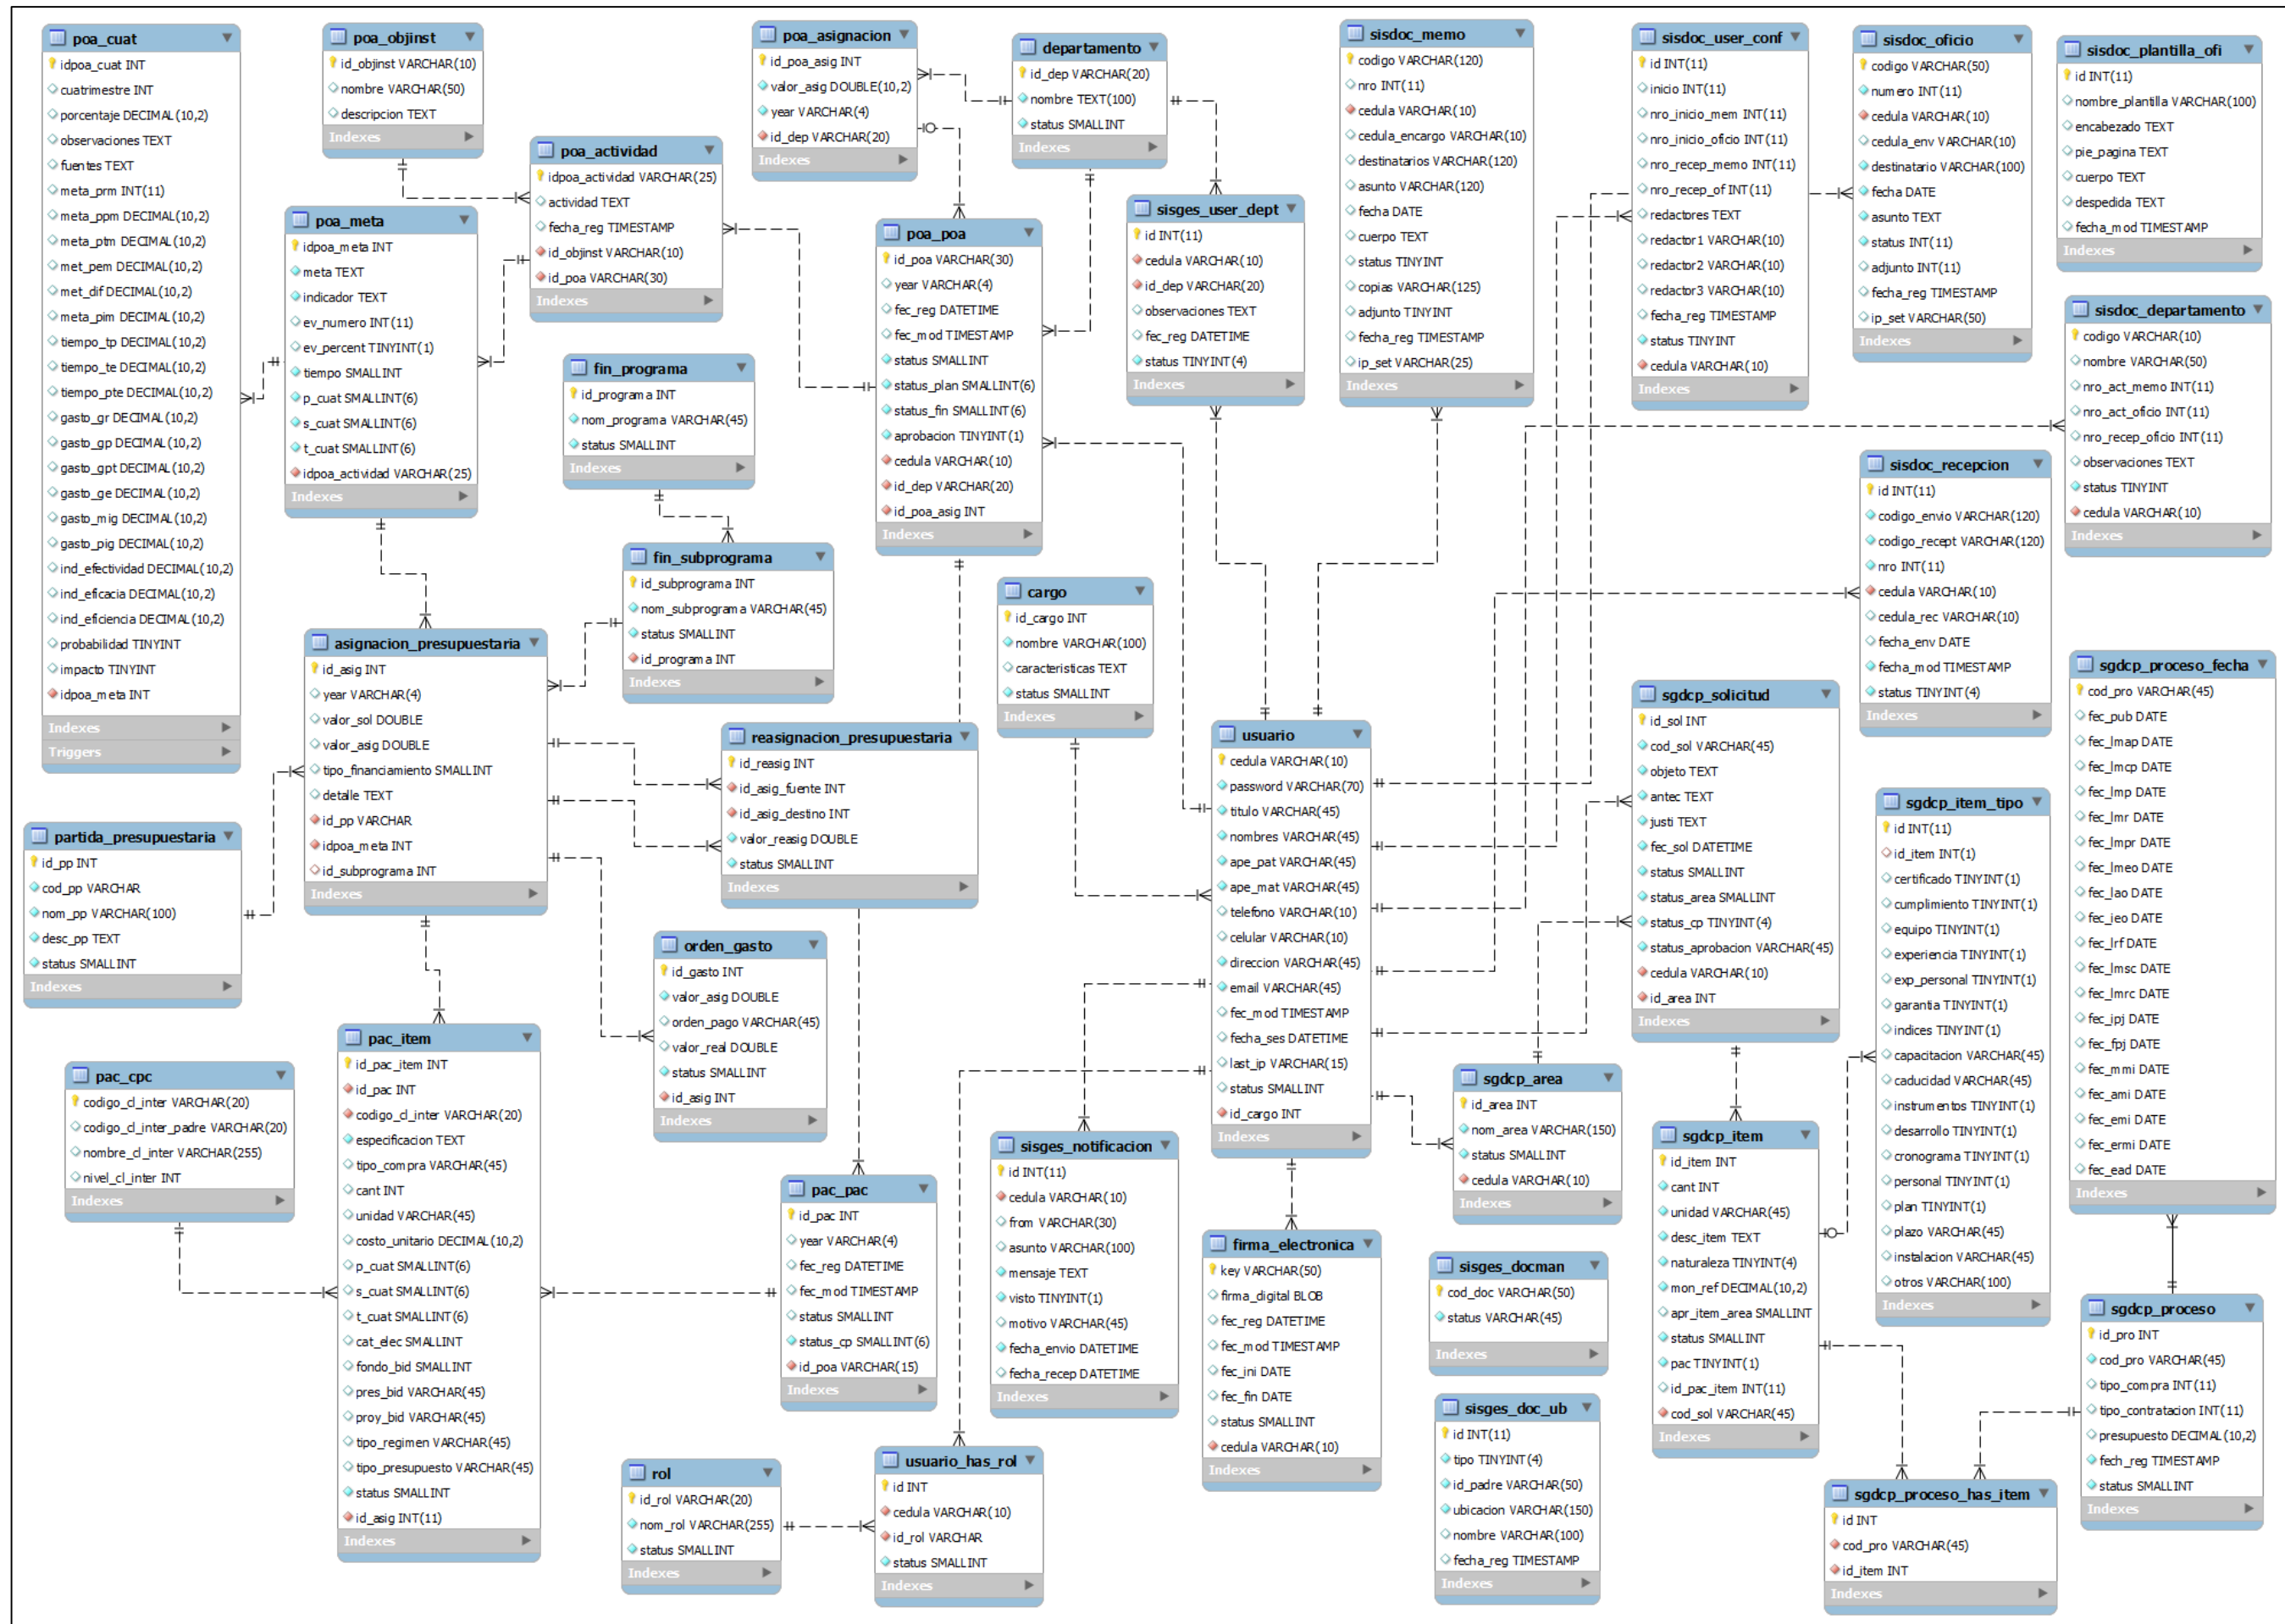 poa_cuat
idpoa_cuat INT
cuatrimestre INT
porcentaje DECIMAL(10,2)
observaciones TEXT
fuentes TEXT
meta_prm INT(11)
meta_ppm DECIMAL(10,2)
meta_ptm DECIMAL(10,2)
met_pem DECIMAL(10,2)
met_dif DECIMAL(10,2)
meta_pim DECIMAL(10,2)
tiempo_tp DECIMAL(10,2)
tiempo_te DECIMAL(10,2)
tiempo_pte DECIMAL(10,2)
gasto_gr DECIMAL(10,2)
gasto_gp DECIMAL(10,2)
gasto_gpt DECIMAL(10,2)
gasto_ge DECIMAL(10,2)
gasto_mig DECIMAL(10,2)
gasto_pig DECIMAL(10,2)
ind_efectividad DECIMAL(10,2)
ind_eficacia DECIMAL(10,2)
ind_eficiencia DECIMAL(10,2)
probabilidad TINYINT
impacto TINYINT
idpoa_meta INT
Indexes
Triggers
poa_objinst
id_objinst VARCHAR(10)
nombre VARCHAR(50)
descripcion TEXT
Indexes
poa_actividad
idpoa_actividad VARCHAR(25)
actividad TEXT
fecha_reg TIMESTAMP
id_objinst VARCHAR(10)
id_poa VARCHAR(30)
Indexes
poa_meta
idpoa_meta INT
meta TEXT
indicador TEXT
ev_numero INT(11)
ev_percent TINYINT(1)
tiempo SMALLINT
p_cuat SMALLINT(6)
s_cuat SMALLINT(6)
t_cuat SMALLINT(6)
idpoa_actividad VARCHAR(25)
Indexes
poa_asignacion
id_poa_asig INT
valor_asig DOUBLE(10,2)
year VARCHAR(4)
id_dep VARCHAR(20)
Indexes
departamento
id_dep VARCHAR(20)
nombre TEXT(100)
status SMALLINT
Indexes
poa_poa
id_poa VARCHAR(30)
year VARCHAR(4)
fec_reg DATETIME
fec_mod TIMESTAMP
status SMALLINT
status_plan SMALLINT(6)
status_fin SMALLINT(6)
aprobacion TINYINT(1)
cedula VARCHAR(10)
id_dep VARCHAR(20)
id_poa_asig INT
Indexes
sisges_user_dept
id INT(11)
cedula VARCHAR(10)
id_dep VARCHAR(20)
observaciones TEXT
fec_reg DATETIME
status TINYINT(4)
Indexes
sisdoc_memo
codigo VARCHAR(120)
nro INT(11)
cedula VARCHAR(10)
cedula_encargo VARCHAR(10)
destinatarios VARCHAR(120)
asunto VARCHAR(120)
fecha DATE
cuerpo TEXT
status TINYINT
copias VARCHAR(125)
adjunto TINYINT
fecha_reg TIMESTAMP
ip_set VARCHAR(25)
Indexes
sisdoc_user_conf
id INT(11)
inicio INT(11)
nro_inicio_mem INT(11)
nro_inicio_oficio INT(11)
nro_recep_memo INT(11)
nro_recep_of INT(11)
redactores TEXT
redactor1 VARCHAR(10)
redactor2 VARCHAR(10)
redactor3 VARCHAR(10)
fecha_reg TIMESTAMP
status TINYINT
cedula VARCHAR(10)
Indexes
sisdoc_oficio
codigo VARCHAR(50)
numero INT(11)
cedula VARCHAR(10)
cedula_env VARCHAR(10)
destinatario VARCHAR(100)
fecha DATE
asunto TEXT
status INT(11)
adjunto INT(11)
fecha_reg TIMESTAMP
ip_set VARCHAR(50)
Indexes
sisdoc_plantilla_ofi
id INT(11)
nombre_plantilla VARCHAR(100)
encabezado TEXT
pie_pagina TEXT
cuerpo TEXT
despedida TEXT
fecha_mod TIMESTAMP
Indexes
sisdoc_departamento
codigo VARCHAR(10)
nombre VARCHAR(50)
nro_act_memo INT(11)
nro_act_oficio INT(11)
nro_recep_oficio INT(11)
observaciones TEXT
status TINYINT
cedula VARCHAR(10)
Indexes
fin_programa
id_programa INT
nom_programa VARCHAR(45)
status SMALLINT
Indexes
fin_subprograma
id_subprograma INT
nom_subprograma VARCHAR(45)
status SMALLINT
id_programa INT
Indexes
cargo
id_cargo INT
nombre VARCHAR(100)
caracteristicas TEXT
status SMALLINT
Indexes
sisdoc_recepcion
id INT(11)
codigo_envio VARCHAR(120)
codigo_recept VARCHAR(120)
nro INT(11)
cedula VARCHAR(10)
cedula_rec VARCHAR(10)
fecha_env DATE
fecha_mod TIMESTAMP
status TINYINT(4)
Indexes
asignacion_presupuestaria
id_asig INT
year VARCHAR(4)
valor_sol DOUBLE
valor_asig DOUBLE
tipo_financiamiento SMALLINT
detalle TEXT
id_pp VARCHAR
idpoa_meta INT
id_subprograma INT
Indexes
reasignacion_presupuestaria
id_reasig INT
id_asig_fuente INT
id_asig_destino INT
valor_reasig DOUBLE
status SMALLINT
Indexes
partida_presupuestaria
id_pp INT
cod_pp VARCHAR
nom_pp VARCHAR(100)
desc_pp TEXT
status SMALLINT
Indexes
usuario
cedula VARCHAR(10)
password VARCHAR(70)
titulo VARCHAR(45)
nombres VARCHAR(45)
ape_pat VARCHAR(45)
ape_mat VARCHAR(45)
telefono VARCHAR(10)
celular VARCHAR(10)
direccion VARCHAR(45)
email VARCHAR(45)
fec_mod TIMESTAMP
fecha_ses DATETIME
last_ip VARCHAR(15)
status SMALLINT
id_cargo INT
Indexes
sgdcp_solicitud
id_sol INT
cod_sol VARCHAR(45)
objeto TEXT
antec TEXT
justi TEXT
fec_sol DATETIME
status SMALLINT
status_area SMALLINT
status_cp TINYINT(4)
status_aprobacion VARCHAR(45)
cedula VARCHAR(10)
id_area INT
Indexes
sgdcp_item_tipo
id INT(11)
id_item INT(1)
certificado TINYINT(1)
cumplimiento TINYINT(1)
equipo TINYINT(1)
experiencia TINYINT(1)
exp_personal TINYINT(1)
garantia TINYINT(1)
indices TINYINT(1)
capacitacion VARCHAR(45)
caducidad VARCHAR(45)
instrumentos TINYINT(1)
desarrollo TINYINT(1)
cronograma TINYINT(1)
personal TINYINT(1)
plan TINYINT(1)
plazo VARCHAR(45)
instalacion VARCHAR(45)
otros VARCHAR(100)
Indexes
sgdcp_proceso_fecha
cod_pro VARCHAR(45)
fec_pub DATE
fec_lmap DATE
fec_lmcp DATE
fec_lmp DATE
fec_lmr DATE
fec_lmpr DATE
fec_lmeo DATE
fec_lao DATE
fec_ieo DATE
fec_lrf DATE
fec_lmsc DATE
fec_lmrc DATE
fec_ipj DATE
fec_fpj DATE
fec_mmi DATE
fec_ami DATE
fec_emi DATE
fec_ermi DATE
fec_ead DATE
Indexes
orden_gasto
id_gasto INT
valor_asig DOUBLE
orden_pago VARCHAR(45)
valor_real DOUBLE
status SMALLINT
id_asig INT
Indexes
pac_item
id_pac_item INT
id_pac INT
codigo_cl_inter VARCHAR(20)
especificacion TEXT
tipo_compra VARCHAR(45)
cant INT
unidad VARCHAR(45)
costo_unitario DECIMAL(10,2)
p_cuat SMALLINT(6)
s_cuat SMALLINT(6)
t_cuat SMALLINT(6)
cat_elec SMALLINT
fondo_bid SMALLINT
pres_bid VARCHAR(45)
proy_bid VARCHAR(45)
tipo_regimen VARCHAR(45)
tipo_presupuesto VARCHAR(45)
status SMALLINT
id_asig INT(11)
Indexes
pac_cpc
codigo_cl_inter VARCHAR(20)
codigo_cl_inter_padre VARCHAR(20)
nombre_cl_inter VARCHAR(255)
nivel_cl_inter INT
Indexes
pac_pac
id_pac INT
year VARCHAR(4)
fec_reg DATETIME
fec_mod TIMESTAMP
status SMALLINT
status_cp SMALLINT(6)
id_poa VARCHAR(15)
Indexes
sisges_notificacion
id INT(11)
cedula VARCHAR(10)
from VARCHAR(30)
asunto VARCHAR(100)
mensaje TEXT
visto TINYINT(1)
motivo VARCHAR(45)
fecha_envio DATETIME
fecha_recep DATETIME
Indexes
sgdcp_area
id_area INT
nom_area VARCHAR(150)
status SMALLINT
cedula VARCHAR(10)
Indexes
firma_electronica
key VARCHAR(50)
firma_digital BLOB
fec_reg DATETIME
fec_mod TIMESTAMP
fec_ini DATE
fec_fin DATE
status SMALLINT
cedula VARCHAR(10)
Indexes
sgdcp_item
id_item INT
cant INT
unidad VARCHAR(45)
desc_item TEXT
naturaleza TINYINT(4)
mon_ref DECIMAL(10,2)
apr_item_area SMALLINT
status SMALLINT
pac TINYINT(1)
id_pac_item INT(11)
cod_sol VARCHAR(45)
Indexes
sisges_docman
cod_doc VARCHAR(50)
status VARCHAR(45)
Indexes
sgdcp_proceso
id_pro INT
cod_pro VARCHAR(45)
tipo_compra INT(11)
tipo_contratacion INT(11)
presupuesto DECIMAL(10,2)
fech_reg TIMESTAMP
status SMALLINT
Indexes
sisges_doc_ub
id INT(11)
tipo TINYINT(4)
id_padre VARCHAR(50)
ubicacion VARCHAR(150)
nombre VARCHAR(100)
fecha_reg TIMESTAMP
Indexes
rol
id_rol VARCHAR(20)
nom_rol VARCHAR(255)
status SMALLINT
Indexes
usuario_has_rol
id INT
cedula VARCHAR(10)
id_rol VARCHAR
status SMALLINT
Indexes
sgdcp_proceso_has_item
id INT
cod_pro VARCHAR(45)
id_item INT
Indexes